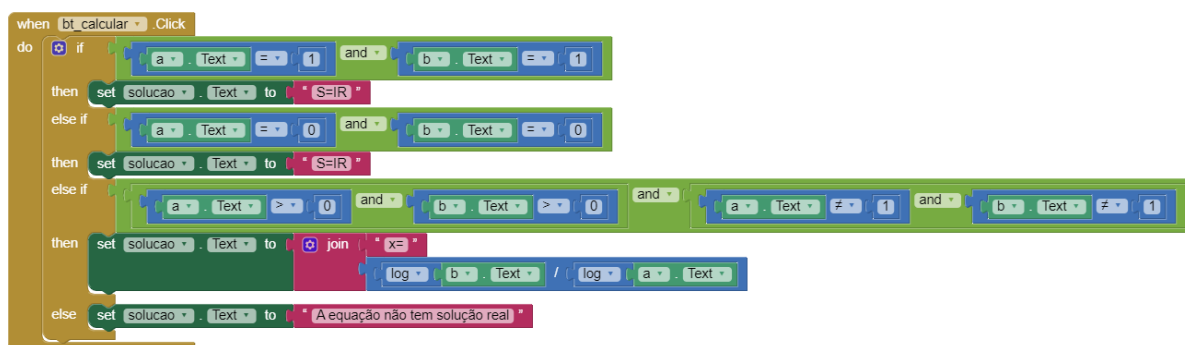 when bt_calcular .Click
do if a . Text = 1 and b . Text = 1
then set solucao . Text to " S=IR "
else if a . Text = 0 and b . Text = 0
then set solucao . Text to " S=IR "
else if a . Text > 0 and b . Text > 0 and a . Text ≠ 1 and b . Text ≠ 1
then set solucao . Text to join " x= "
log b . Text / log a . Text
else set solucao . Text to " A equação não tem solução real "